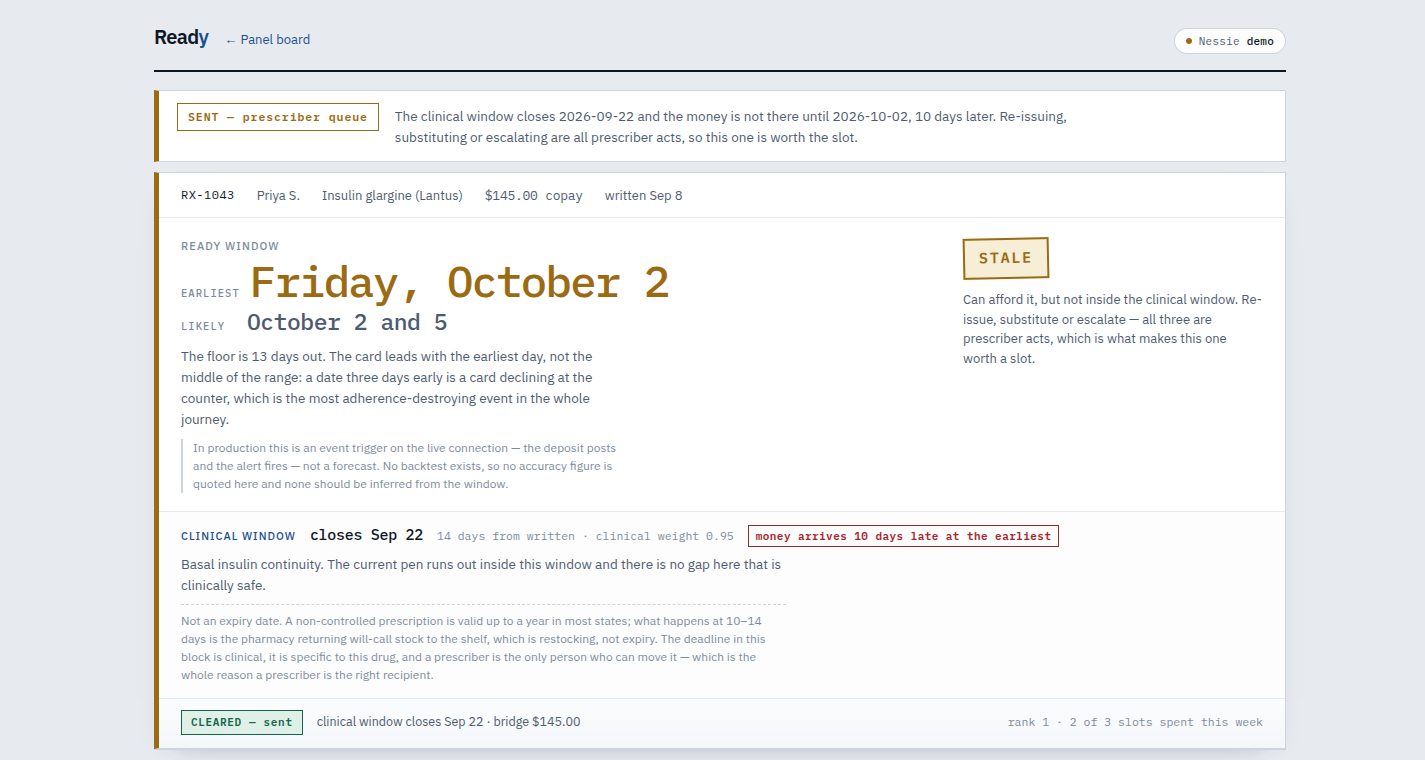 Ready
← Panel board
Nessie demo
SENT — prescriber queue
The clinical window closes 2026-09-22 and the money is not there until 2026-10-02, 10 days later. Re-issuing,
substituting or escalating are all prescriber acts, so this one is worth the slot.
RX-1043 Priya S. Insulin glargine (Lantus) $145.00 copay written Sep 8
READY WINDOW
EARLIEST Friday, October 2
LIKELY October 2 and 5
The floor is 13 days out. The card leads with the earliest day, not the
middle of the range: a date three days early is a card declining at the
counter, which is the most adherence-destroying event in the whole
journey.
In production this is an event trigger on the live connection — the deposit posts
and the alert fires — not a forecast. No backtest exists, so no accuracy figure is
quoted here and none should be inferred from the window.
STALE
Can afford it, but not inside the clinical window. Re-
issue, substitute or escalate — all three are
prescriber acts, which is what makes this one
worth a slot.
CLINICAL WINDOW closes Sep 22 14 days from written · clinical weight 0.95 money arrives 10 days late at the earliest
Basal insulin continuity. The current pen runs out inside this window and there is no gap here that is
clinically safe.
Not an expiry date. A non-controlled prescription is valid up to a year in most states; what happens at 10–14
days is the pharmacy returning will-call stock to the shelf, which is restocking, not expiry. The deadline in this
block is clinical, it is specific to this drug, and a prescriber is the only person who can move it — which is the
whole reason a prescriber is the right recipient.
CLEARED — sent clinical window closes Sep 22 · bridge $145.00 rank 1 · 2 of 3 slots spent this week